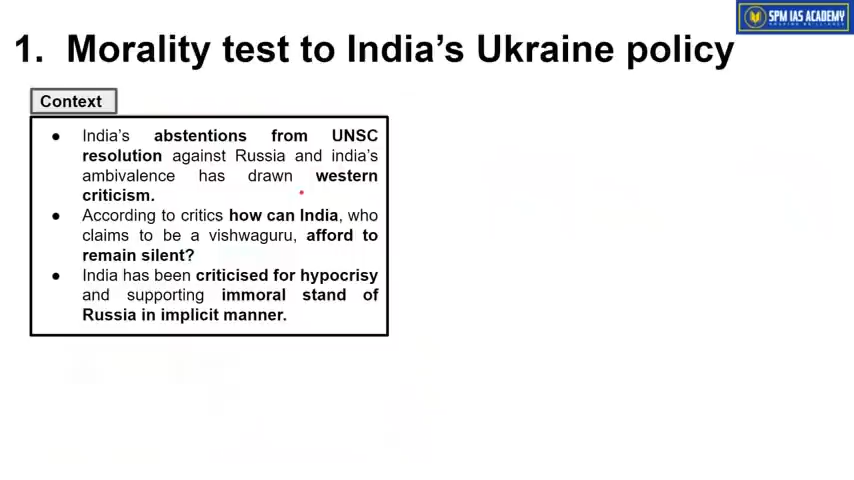 SPM IAS ACADEMY
SHAPING BRILLIANCE
1. Morality test to India's Ukraine policy
Context
● India's abstentions from UNSC
resolution against Russia and india's
ambivalence has drawn western
criticism.
● According to critics how can India, who
claims to be a vishwaguru, afford to
remain silent?
● India has been criticised for hypocrisy
and supporting immoral stand of
Russia in implicit manner.